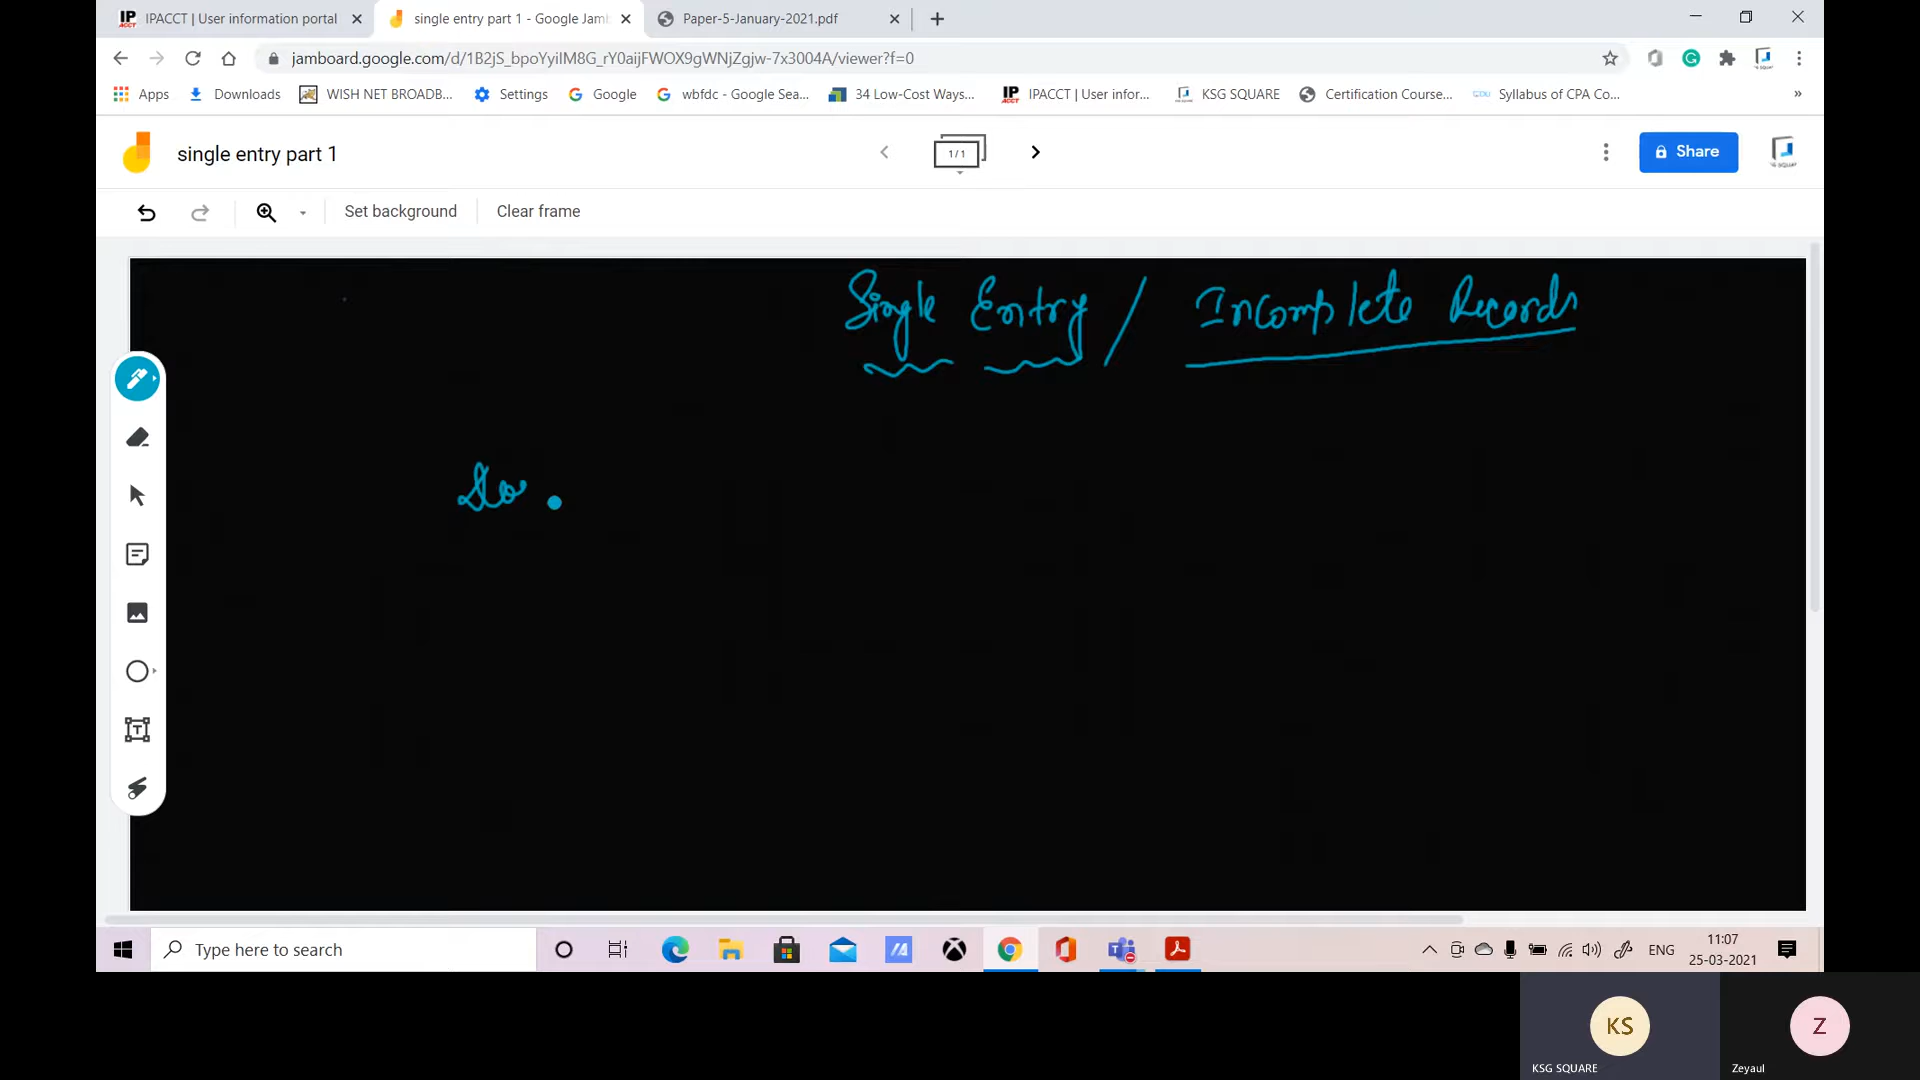 IPACCT | User information portal
single entry part 1 - Google Jamb
Paper-5-January-2021.pdf
jamboard.google.com/d/1B2jS_bpoYyilM8G_rY0aijFWOX9gWNjZgjw-7x3004A/viewer?f=0
Apps Downloads WISH NET BROADB... Settings Google wbfdc - Google Sea... 34 Low-Cost Ways... IPACCT | User infor... KSG SQUARE Certification Course... Syllabus of CPA Co... »
single entry part 1
1 / 1
Share
Set background Clear frame
Single Entry / Incomplete Records
Type here to search
ENG
11:07
25-03-2021
KS
Z
KSG SQUARE
Zeyaul